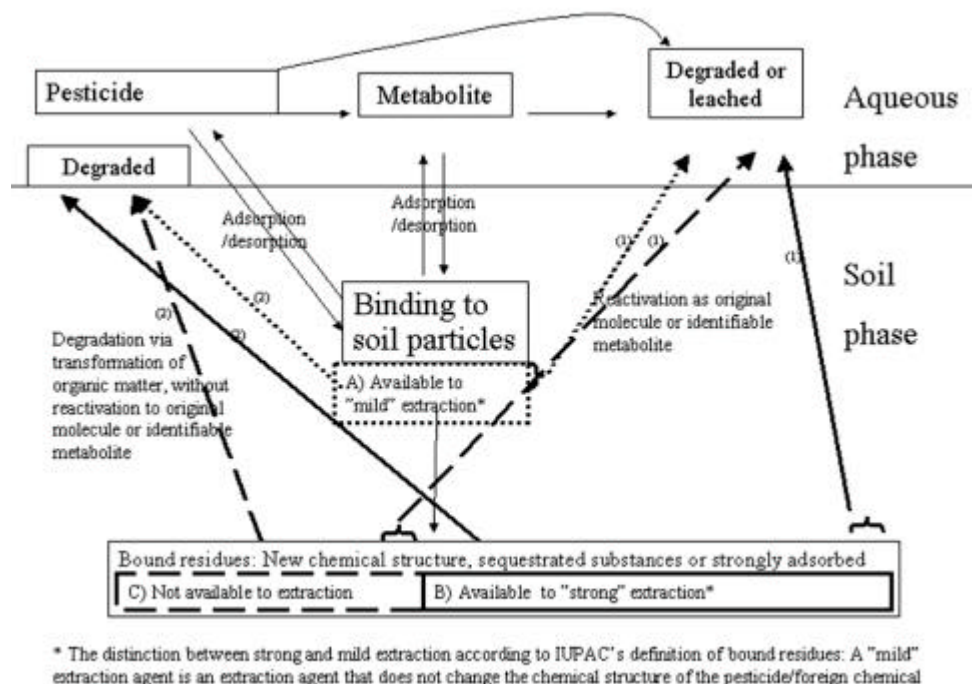 Pesticide
Metabolite
Degraded or
leached
Aqueous
phase
Degraded
Adsorption
/desorption
Adsorption
/desorption
(1)
(1)
(1)
Soil
phase
Binding to
soil particles
Reactivation as original
molecule or identifiable
metabolite
(2)
(2)
(2)
Degradation via
transformation of
organic matter, without
reactivation to original
molecule or identifiable
metabolite
A) Available to
"mild" extraction*
Bound residues: New chemical structure, sequestrated substances or strongly adsorbed
C) Not available to extraction
B) Available to "strong" extraction*
* The distinction between strong and mild extraction according to IUPAC's definition of bound residues: A "mild"
extraction agent is an extraction agent that does not change the chemical structure of the pesticide/foreign chemical